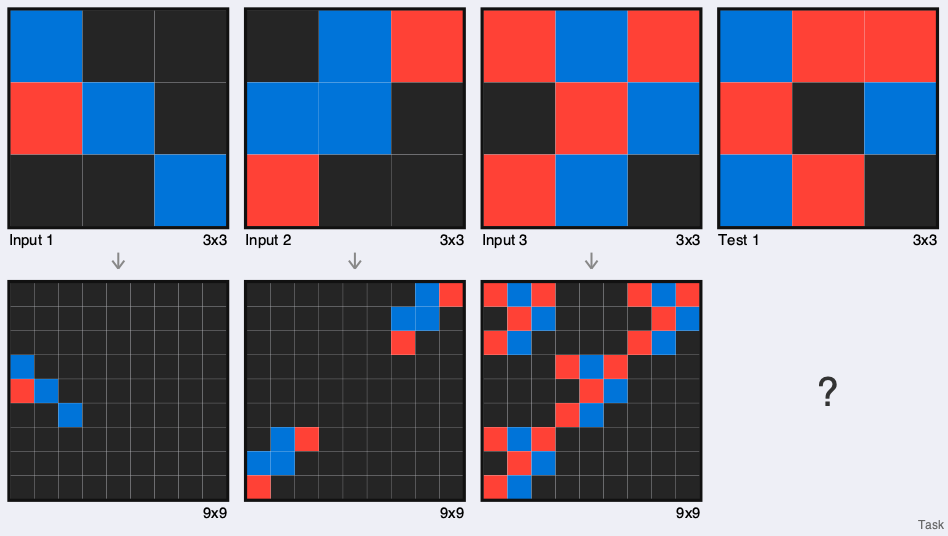 Input 1 3x3
Input 2 3x3
Input 3 3x3
Test 1 3x3
?
9x9
9x9
9x9
Task